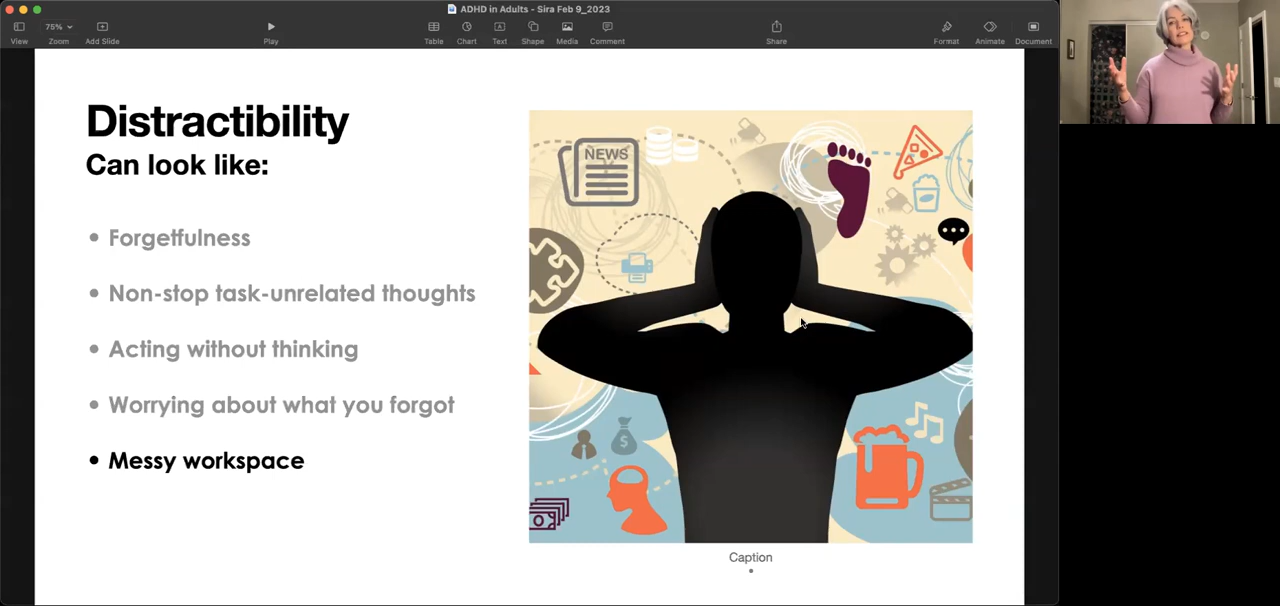 ADHD in Adults - Sira Feb 9_2023
75%
View
Zoom
Add Slide
Play
Table
Chart
Text
Shape
Media
Comment
Share
Format
Animate
Document
Distractibility
Can look like:
• Forgetfulness
• Non-stop task-unrelated thoughts
• Acting without thinking
• Worrying about what you forgot
• Messy workspace
NEWS
$
Caption